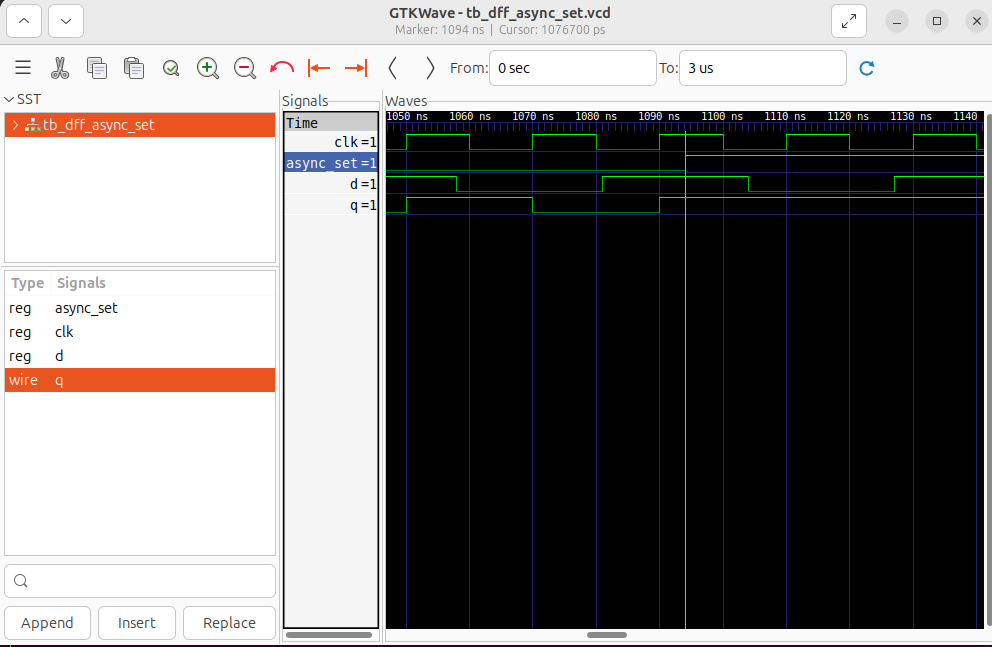 GTKWave - tb_dff_async_set.vcd
Marker: 1094 ns | Cursor: 1076700 ps
From: 0 sec To: 3 us
SST
tb_dff_async_set
Type Signals
reg async_set
reg clk
reg d
wire q
Append Insert Replace
Signals
Time
clk=1
async_set=1
d=1
q=1
Waves
1050 ns 1060 ns 1070 ns 1080 ns 1090 ns 1100 ns 1110 ns 1120 ns 1130 ns 1140